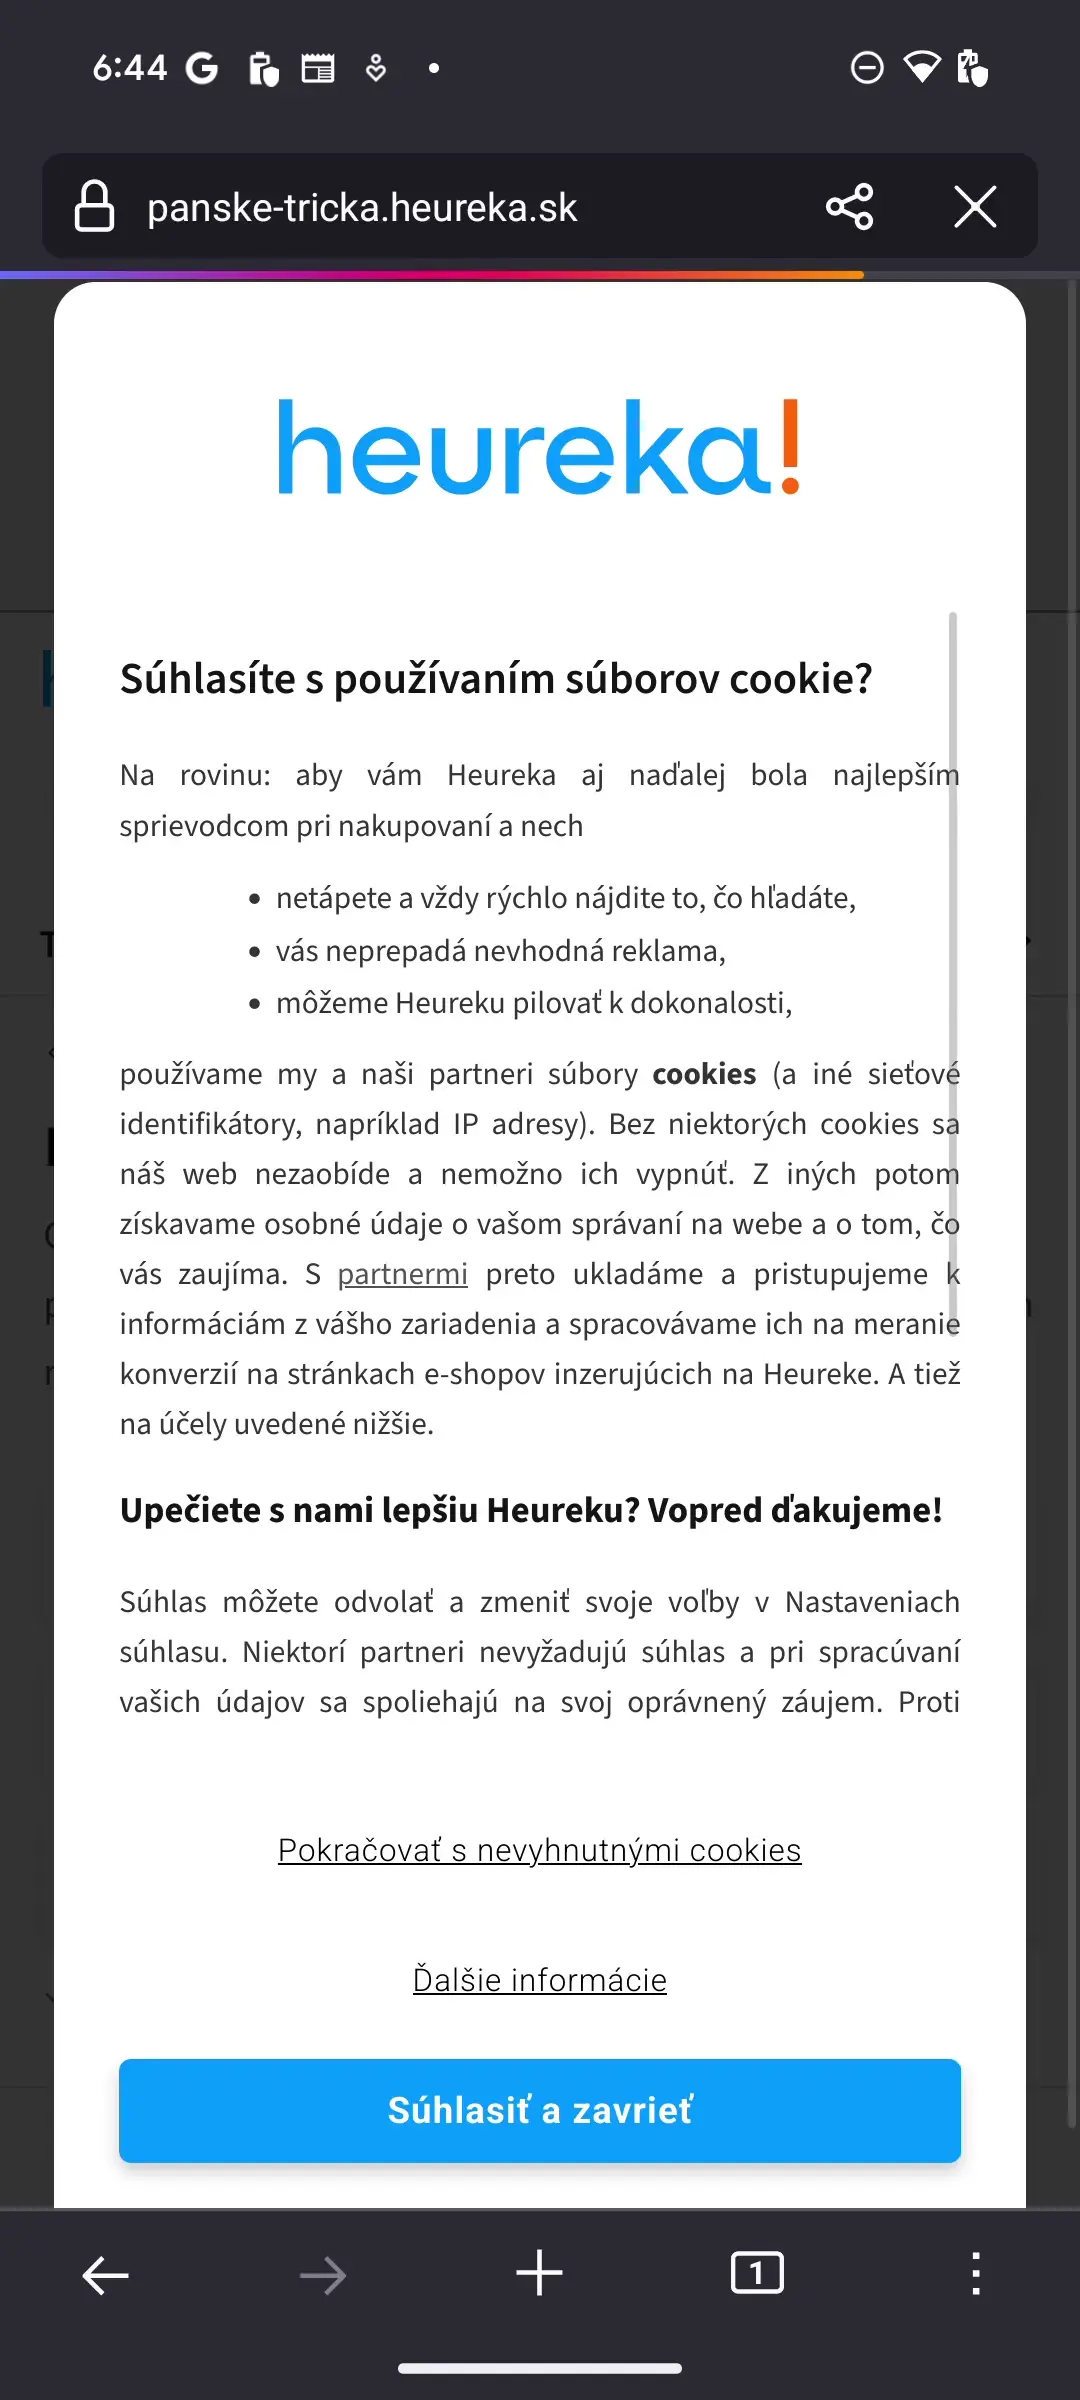 6:44
panske-tricka.heureka.sk
heureka!
Súhlasíte s používaním súborov cookie?
Na rovinu: aby vám Heureka aj naďalej bola najlepším
sprievodcom pri nakupovaní a nech
• netápete a vždy rýchlo nájdite to, čo hľadáte,
• vás neprepadá nevhodná reklama,
• môžeme Heureku pilovať k dokonalosti,
používame my a naši partneri súbory cookies (a iné sieťové
identifikátory, napríklad IP adresy). Bez niektorých cookies sa
náš web nezaobíde a nemožno ich vypnúť. Z iných potom
získavame osobné údaje o vašom správaní na webe a o tom, čo
vás zaujíma. S partnermi preto ukladáme a pristupujeme k
informáciám z vášho zariadenia a spracovávame ich na meranie
konverzií na stránkach e-shopov inzerujúcich na Heureke. A tiež
na účely uvedené nižšie.
Upečiete s nami lepšiu Heureku? Vopred ďakujeme!
Súhlas môžete odvolať a zmeniť svoje voľby v Nastaveniach
súhlasu. Niektorí partneri nevyžadujú súhlas a pri spracúvaní
vašich údajov sa spoliehajú na svoj oprávnený záujem. Proti
Pokračovať s nevyhnutnými cookies
Ďalšie informácie
Súhlasiť a zavrieť
1